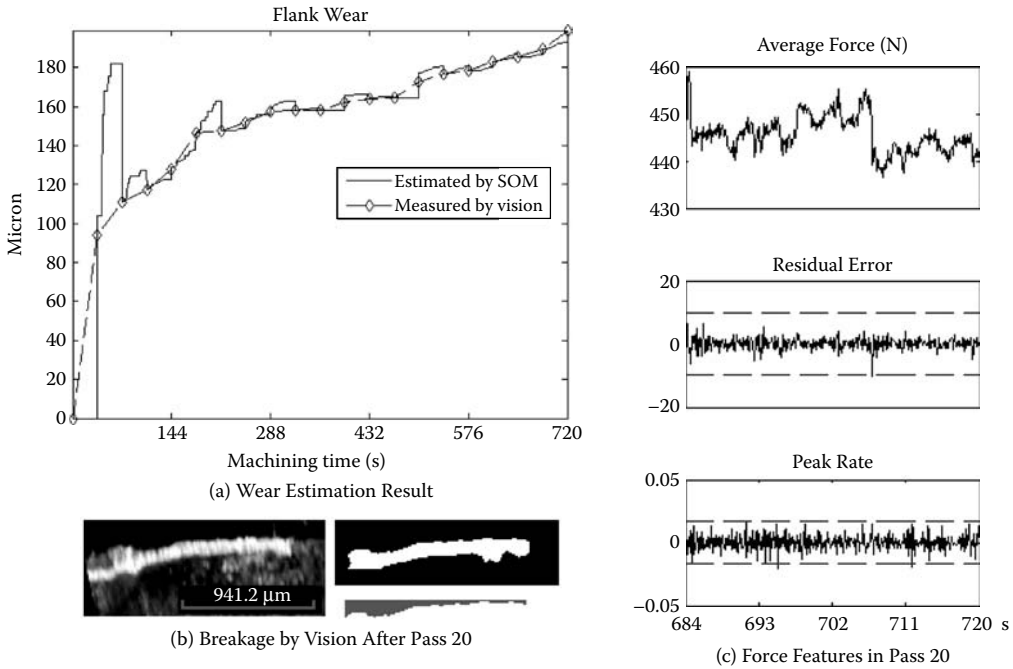 Flank Wear
180
160
140
120
100
80
60
40
20
0
Micron
Estimated by SOM
Measured by vision
144 288 432 576 720
Machining time (s)
(a) Wear Estimation Result
941.2 µm
(b) Breakage by Vision After Pass 20
Average Force (N)
460
450
440
430
Residual Error
20
0
−20
Peak Rate
0.05
0
−0.05
684 693 702 711 720 s
(c) Force Features in Pass 20